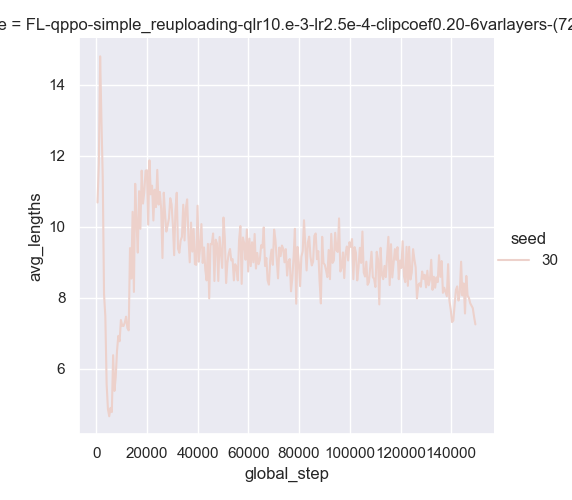 e = FL-qppo-simple_reuploading-qlr10.e-3-lr2.5e-4-clipcoef0.20-6varlayers-(72
14
12
10
8
6
avg_lengths
0 20000 40000 60000 80000 100000 120000 140000
global_step
seed
30